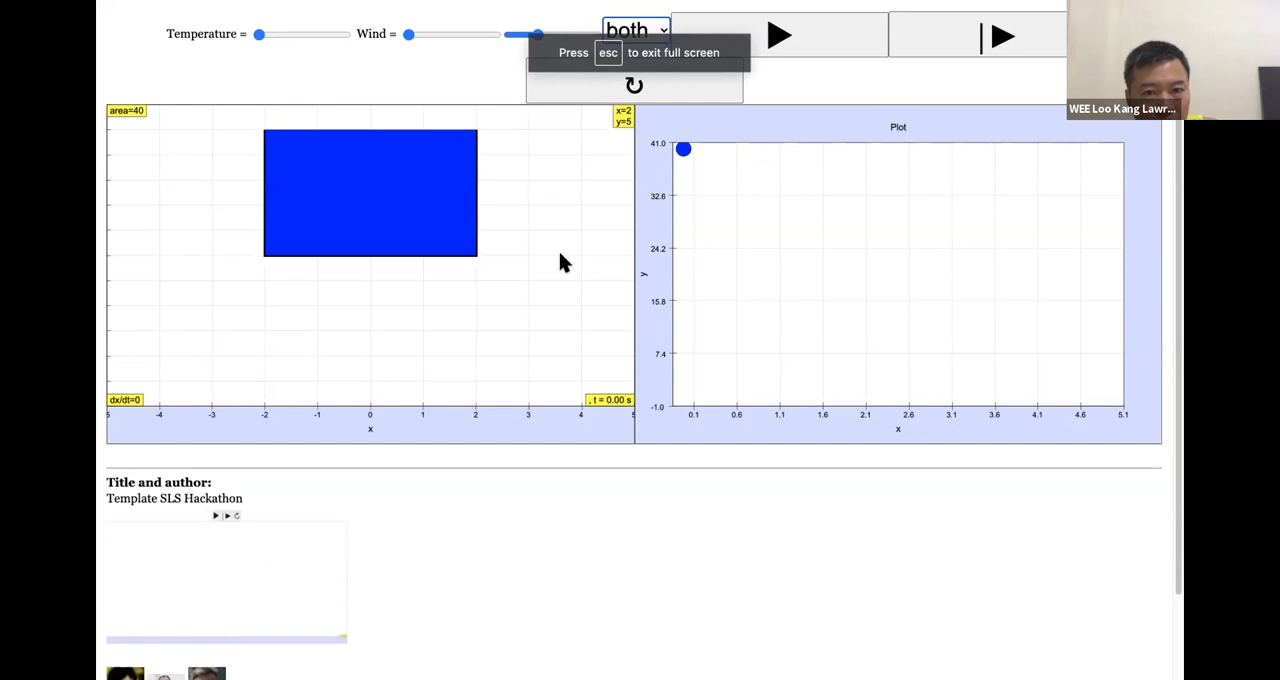 Temperature = Wind = both
Press esc to exit full screen
↻
WEE Loo Kang Lawr...
area=40
x=2
y=5
dx/dt=0
, t = 0.00 s
5 -4 -3 -2 -1 0 1 2 3 4 5
x
Plot
41.0
32.6
24.2
y
15.8
7.4
-1.0
0.1 0.6 1.1 1.6 2.1 2.6 3.1 3.6 4.1 4.6 5.1
x
Title and author:
Template SLS Hackathon